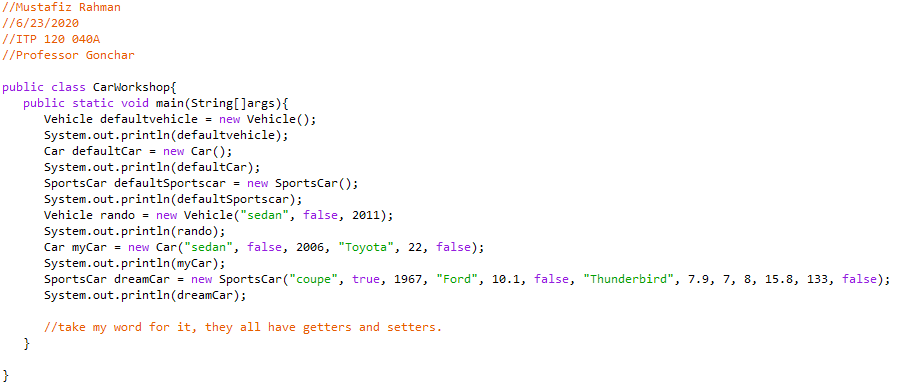 //Mustafiz Rahman
//6/23/2020
//ITP 120 040A
//Professor Gonchar

public class CarWorkshop{
   public static void main(String[]args){
      Vehicle defaultvehicle = new Vehicle();
      System.out.println(defaultvehicle);
      Car defaultCar = new Car();
      System.out.println(defaultCar);
      SportsCar defaultSportscar = new SportsCar();
      System.out.println(defaultSportscar);
      Vehicle rando = new Vehicle("sedan", false, 2011);
      System.out.println(rando);
      Car myCar = new Car("sedan", false, 2006, "Toyota", 22, false);
      System.out.println(myCar);
      SportsCar dreamCar = new SportsCar("coupe", true, 1967, "Ford", 10.1, false, "Thunderbird", 7.9, 7, 8, 15.8, 133, false);
      System.out.println(dreamCar);

      //take my word for it, they all have getters and setters.
   }

}